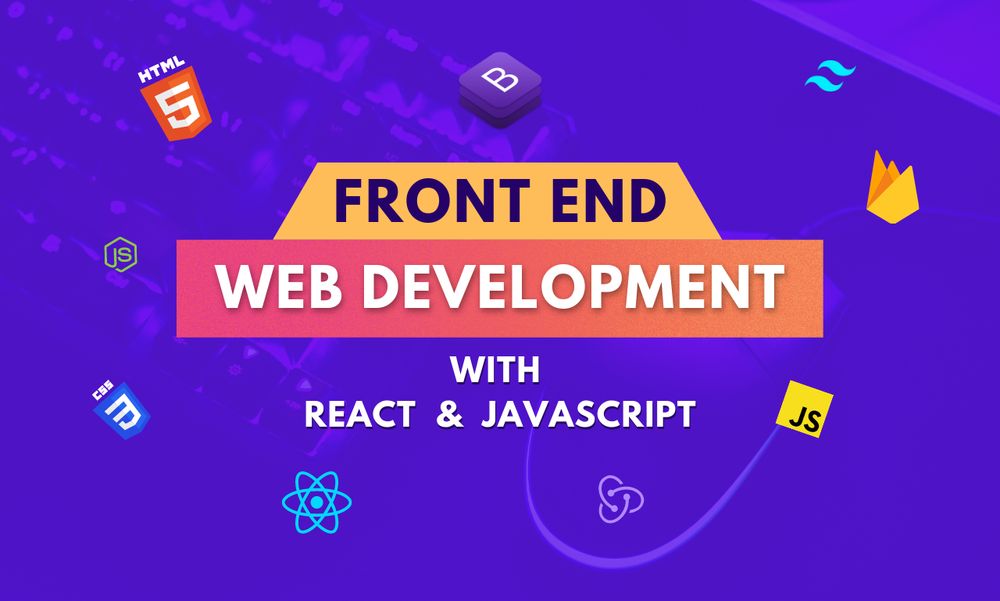 HTML
5
B
FRONT END
JS
WEB DEVELOPMENT
WITH
REACT & JAVASCRIPT
CSS
3
JS